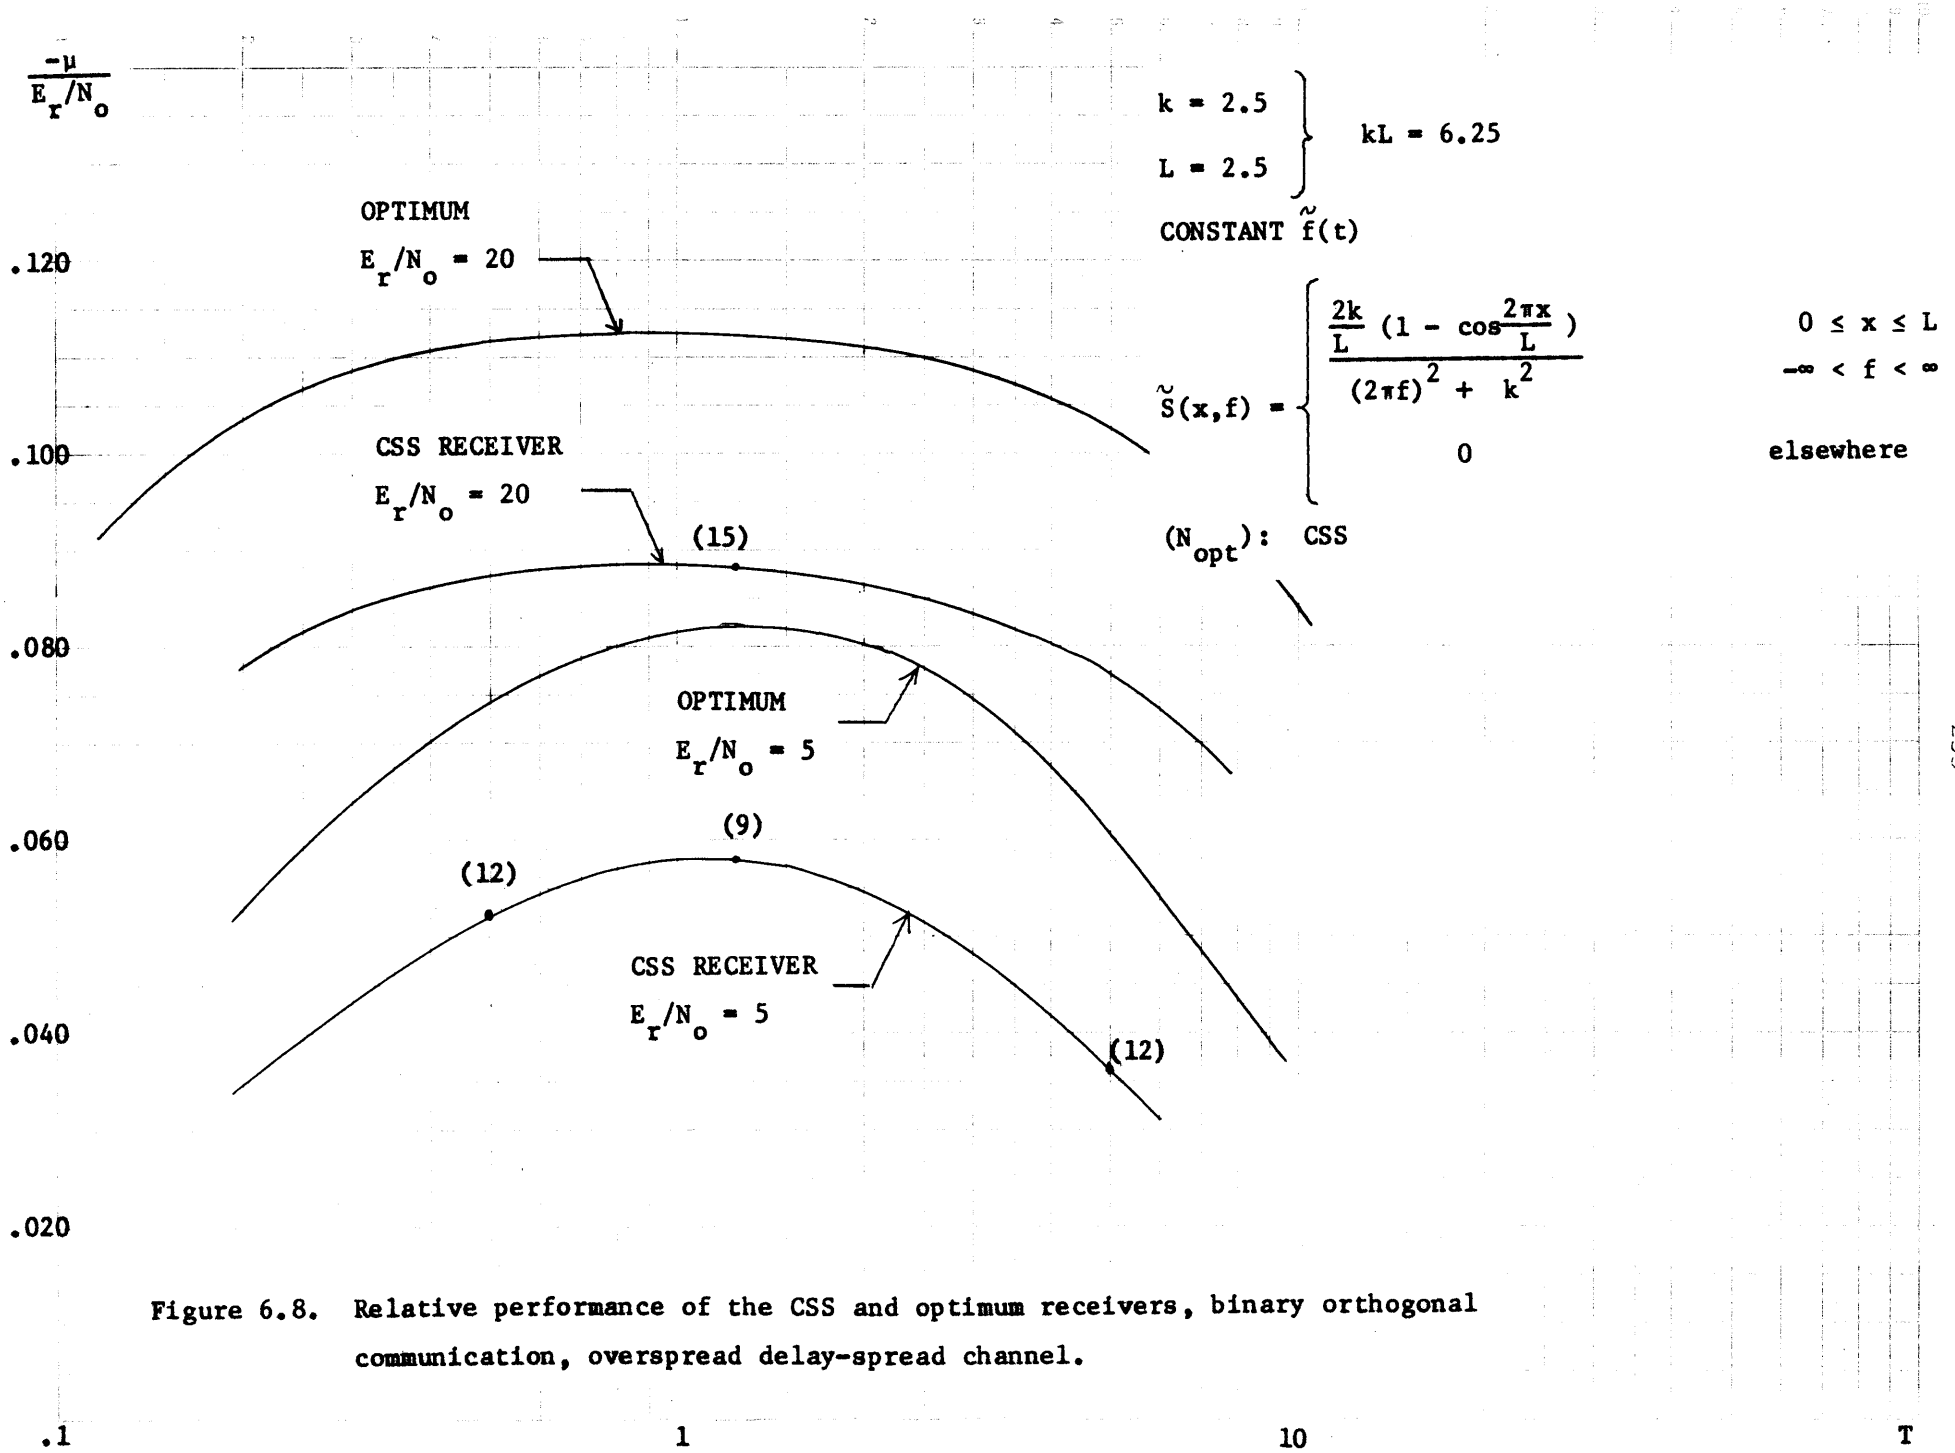 -μ
E_r/N_o
k = 2.5
L = 2.5
kL = 6.25
CONSTANT f̃(t)
S̃(x,f) =
2k/L (1 - cos 2πx/L )
(2πf)^2 + k^2
0 ≤ x ≤ L
-∞ < f < ∞
0 elsewhere
(N_opt): CSS
OPTIMUM
E_r/N_o = 20
CSS RECEIVER
E_r/N_o = 20
(15)
OPTIMUM
E_r/N_o = 5
(9)
(12)
CSS RECEIVER
E_r/N_o = 5
(12)
.120
.100
.080
.060
.040
.020
Figure 6.8. Relative performance of the CSS and optimum receivers, binary orthogonal
communication, overspread delay-spread channel.
.1 1 10 T